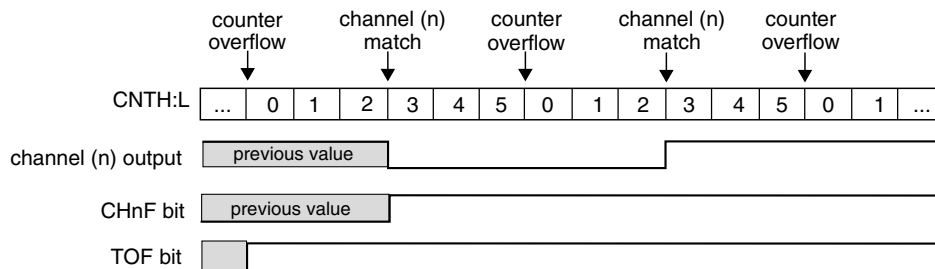 counter overflow channel (n) match counter overflow channel (n) match counter overflow
CNTH:L ... 0 1 2 3 4 5 0 1 2 3 4 5 0 1 ...
channel (n) output previous value
CHnF bit previous value
TOF bit